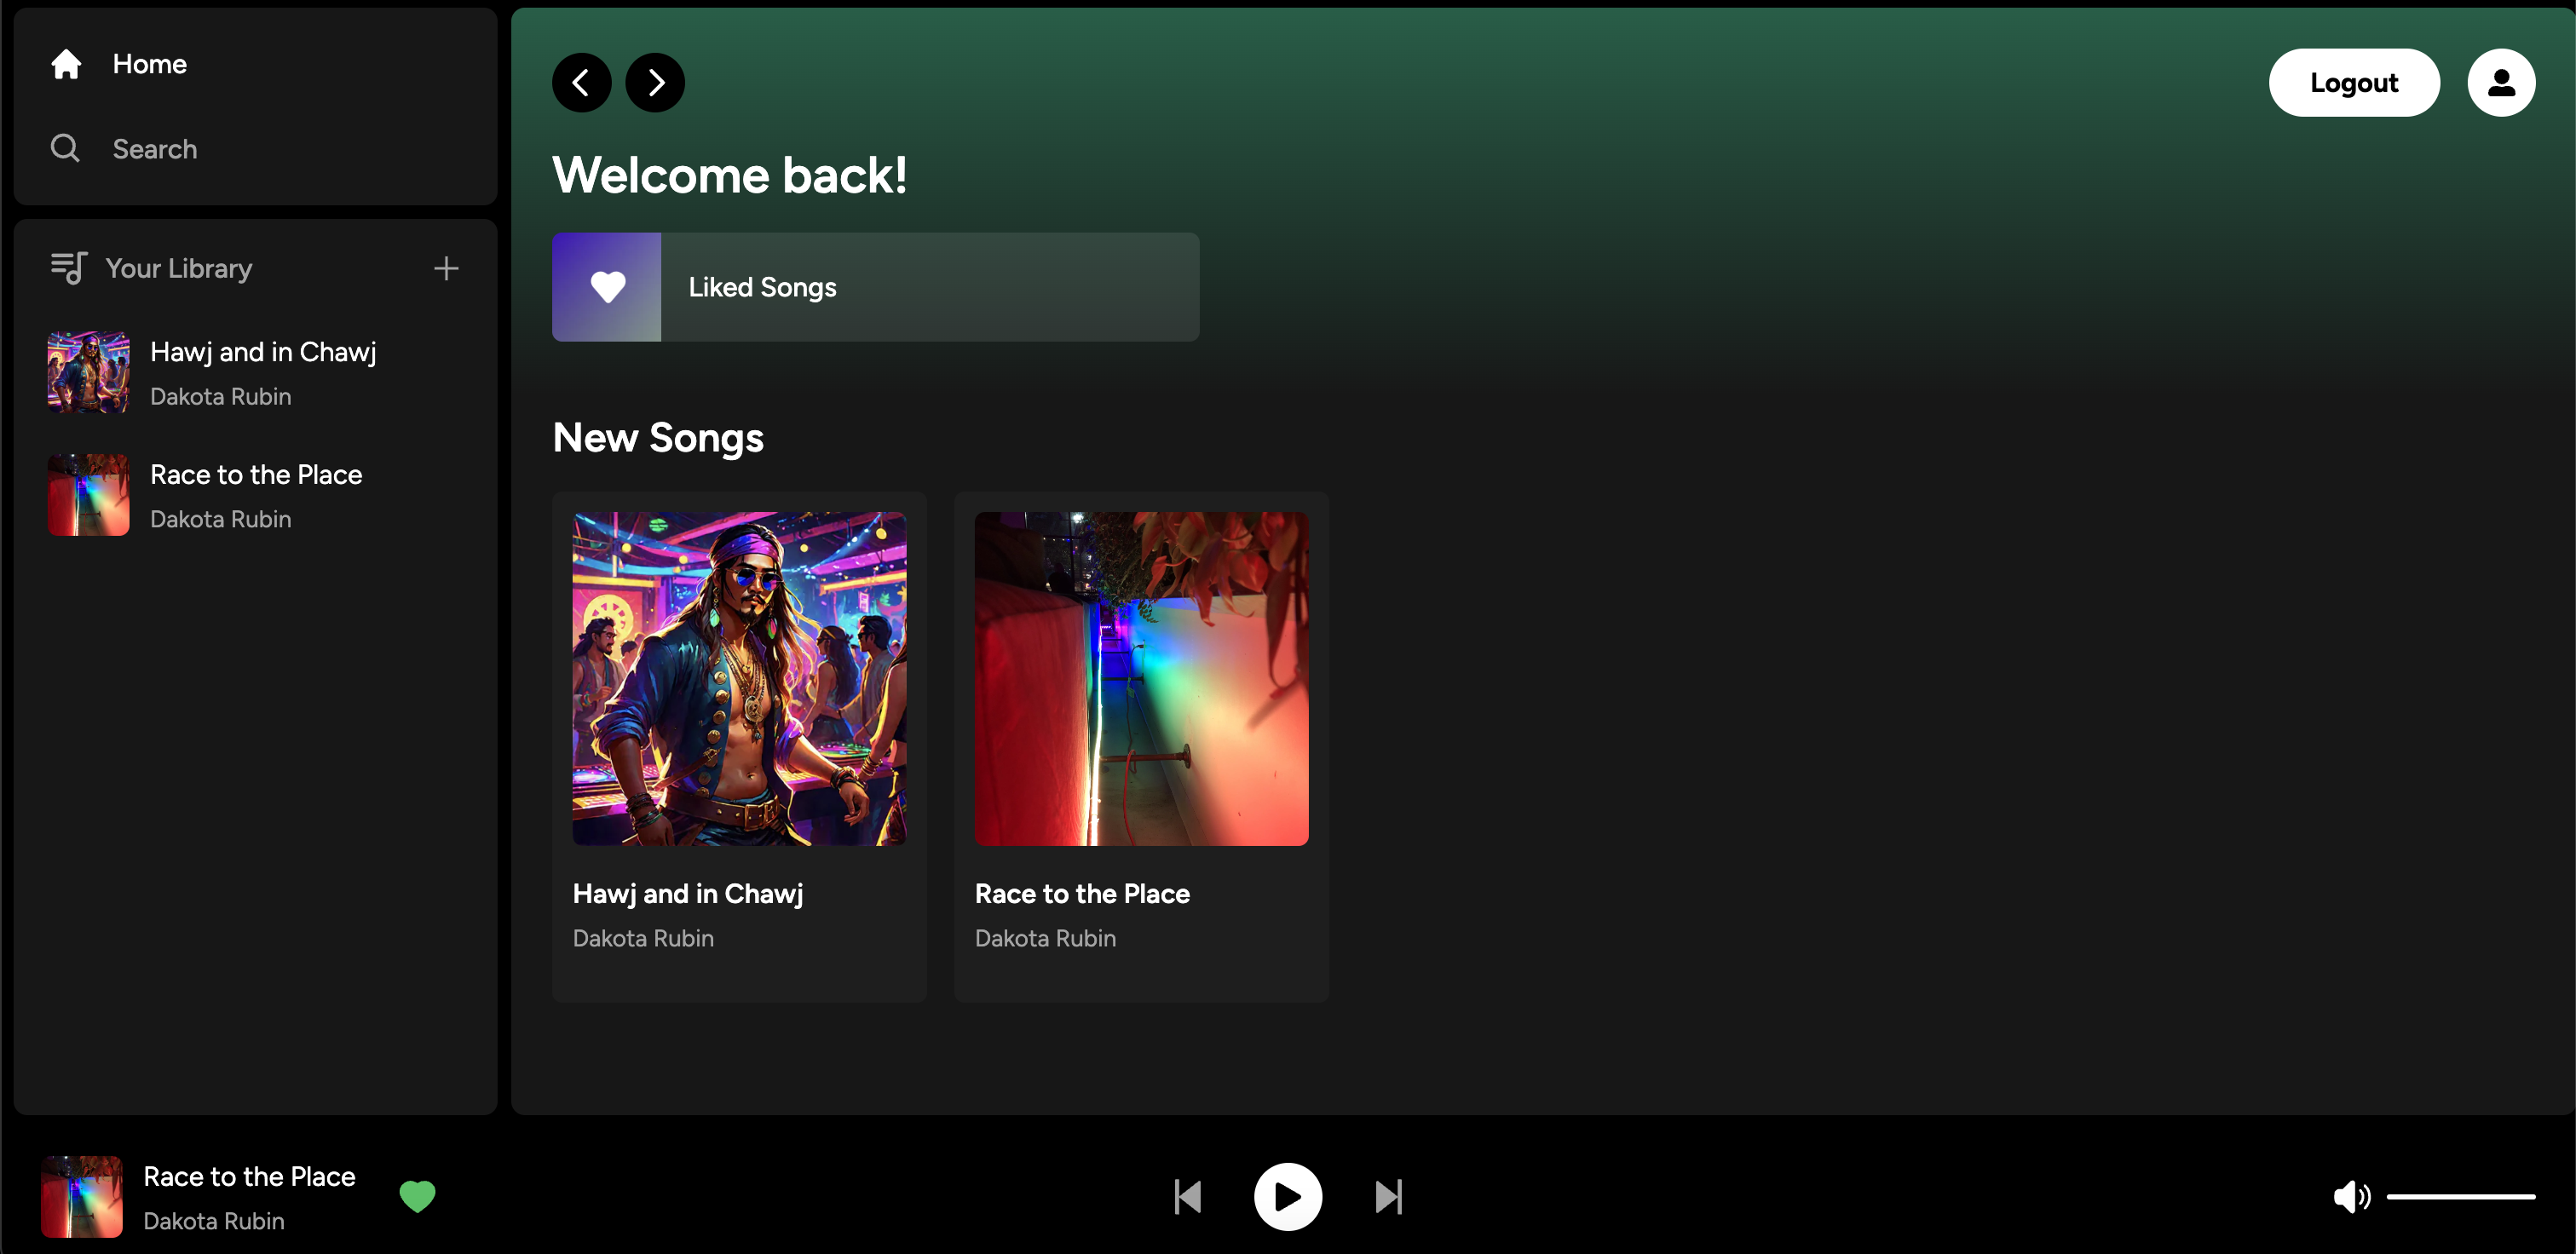 Home
Search
Your Library
Hawj and in Chawj
Dakota Rubin
Race to the Place
Dakota Rubin
Logout
Welcome back!
Liked Songs
New Songs
Hawj and in Chawj
Dakota Rubin
Race to the Place
Dakota Rubin
Race to the Place
Dakota Rubin